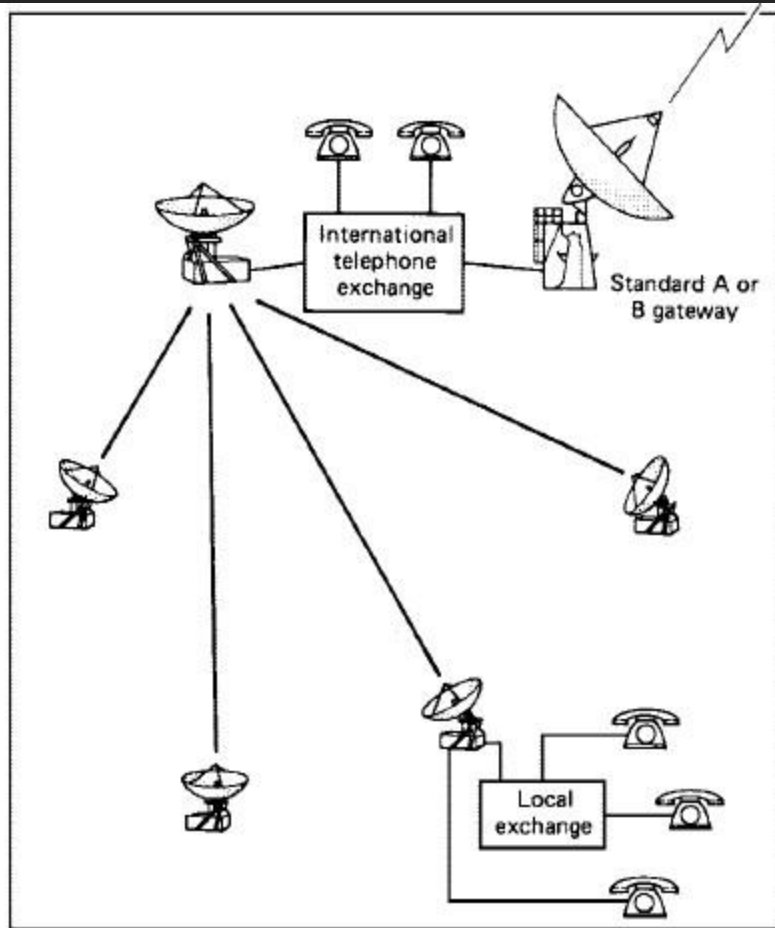 International
telephone
exchange
Standard A or
B gateway
Local
exchange